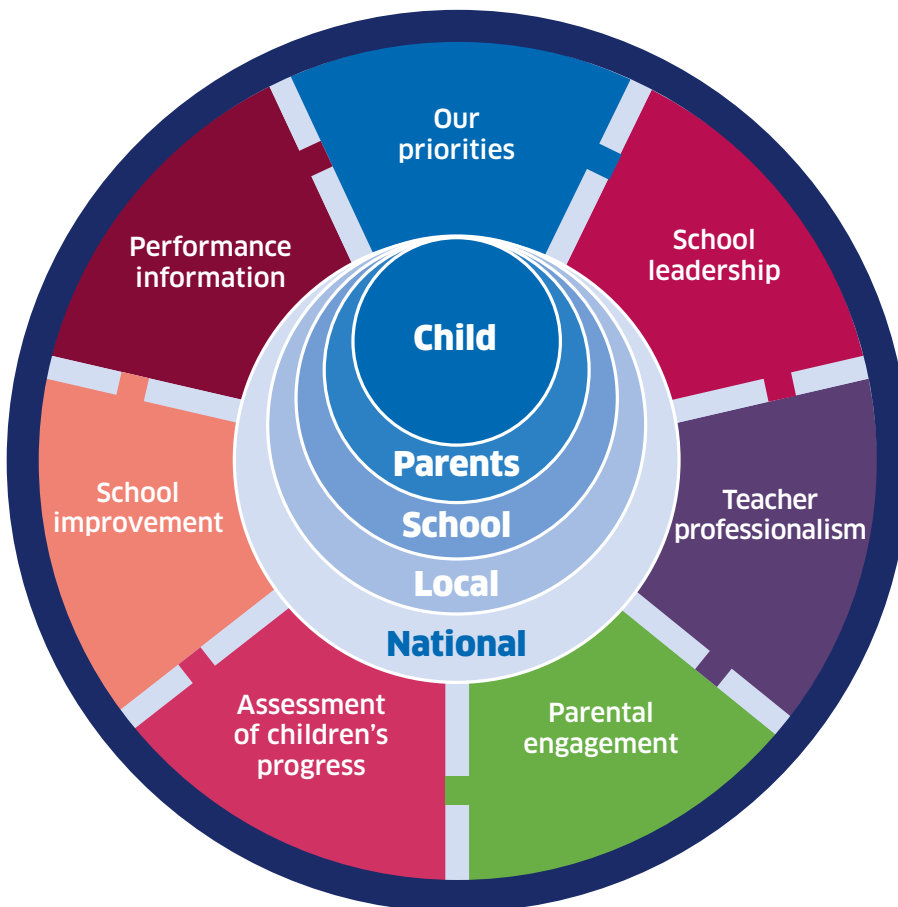 Our
priorities
School
leadership
Teacher
professionalism
Parental
engagement
Assessment
of children’s
progress
School
improvement
Performance
information
Child
Parents
School
Local
National